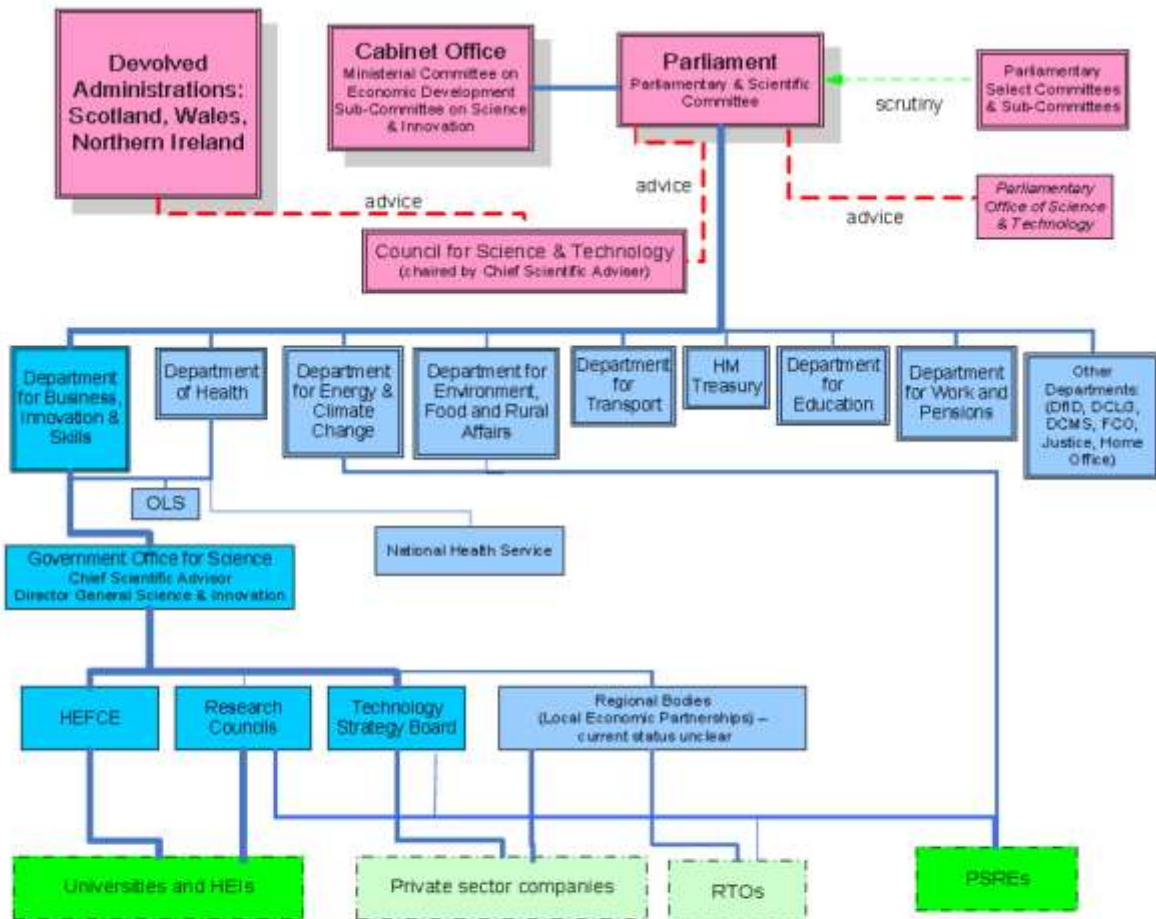 Devolved
Administrations:
Scotland, Wales,
Northern Ireland
Cabinet Office
Ministerial Committee on
Economic Development
Sub-Committee on Science
& Innovation
Parliament
Parliamentary & Scientific
Committee
scrutiny
Parliamentary
Select Committees
& Sub-Committees
advice
advice
advice
Parliamentary
Office of Science
& Technology
Council for Science & Technology
(chaired by Chief Scientific Adviser)
Department
for Business,
Innovation &
Skills
Department
of Health
Department
for Energy &
Climate
Change
Department for
Environment,
Food and Rural
Affairs
Department
for
Transport
HM
Treasury
Department
for
Education
Department
for Work and
Pensions
Other
Departments:
(DfID, DCLG,
DCMS, FCO,
Justice, Home
Office)
OLS
National Health Service
Government Office for Science
Chief Scientific Advisor
Director General Science & Innovation
HEFCE
Research
Councils
Technology
Strategy Board
Regional Bodies
(Local Economic Partnerships) –
current status unclear
Universities and HEIs
Private sector companies
RTOs
PSREs